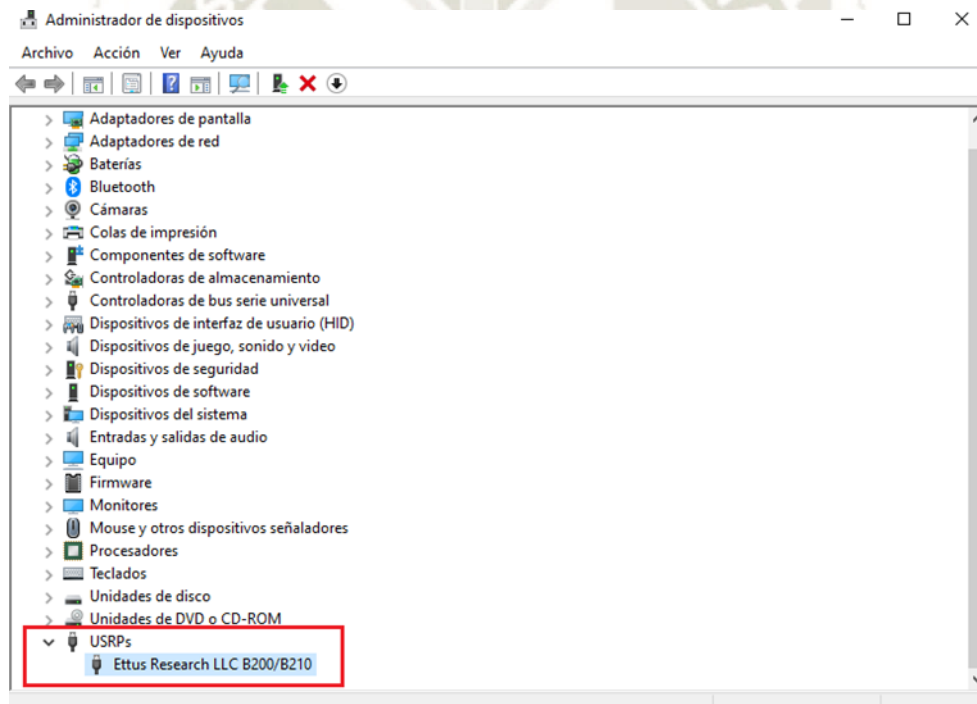 Administrador de dispositivos
Archivo Acción Ver Ayuda
Adaptadores de pantalla
Adaptadores de red
Baterías
Bluetooth
Cámaras
Colas de impresión
Componentes de software
Controladoras de almacenamiento
Controladoras de bus serie universal
Dispositivos de interfaz de usuario (HID)
Dispositivos de juego, sonido y video
Dispositivos de seguridad
Dispositivos de software
Dispositivos del sistema
Entradas y salidas de audio
Equipo
Firmware
Monitores
Mouse y otros dispositivos señaladores
Procesadores
Teclados
Unidades de disco
Unidades de DVD o CD-ROM
USRPs
Ettus Research LLC B200/B210